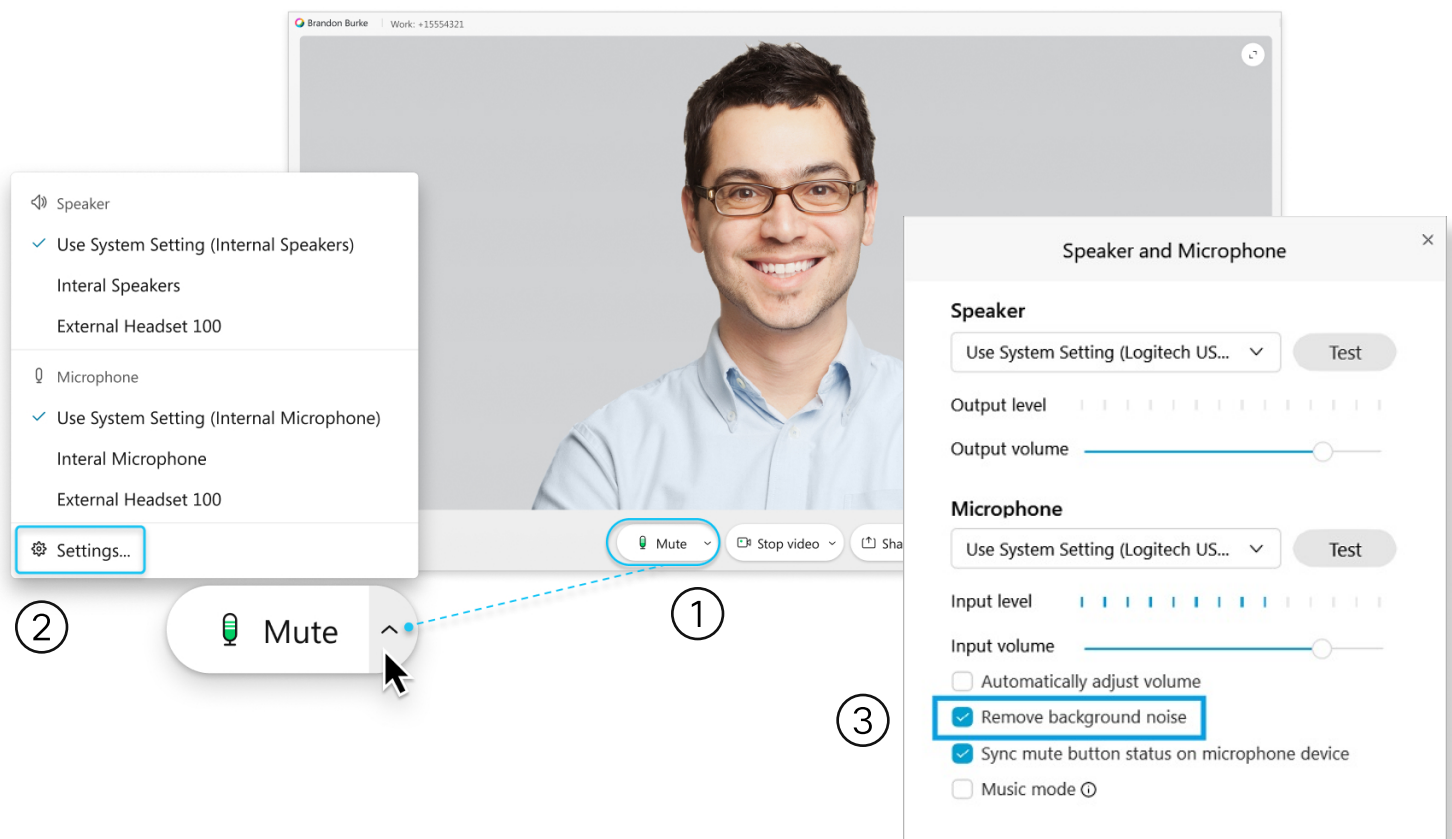 Brandon Burke
Work: +15554321
Speaker
Use System Setting (Internal Speakers)
Interal Speakers
External Headset 100
Microphone
Use System Setting (Internal Microphone)
Interal Microphone
External Headset 100
Settings...
2
Mute
Mute
Stop video
Sha
1
Speaker and Microphone
Speaker
Use System Setting (Logitech US...
Test
Output level
Output volume
Microphone
Use System Setting (Logitech US...
Test
Input level
Input volume
Automatically adjust volume
3
Remove background noise
Sync mute button status on microphone device
Music mode